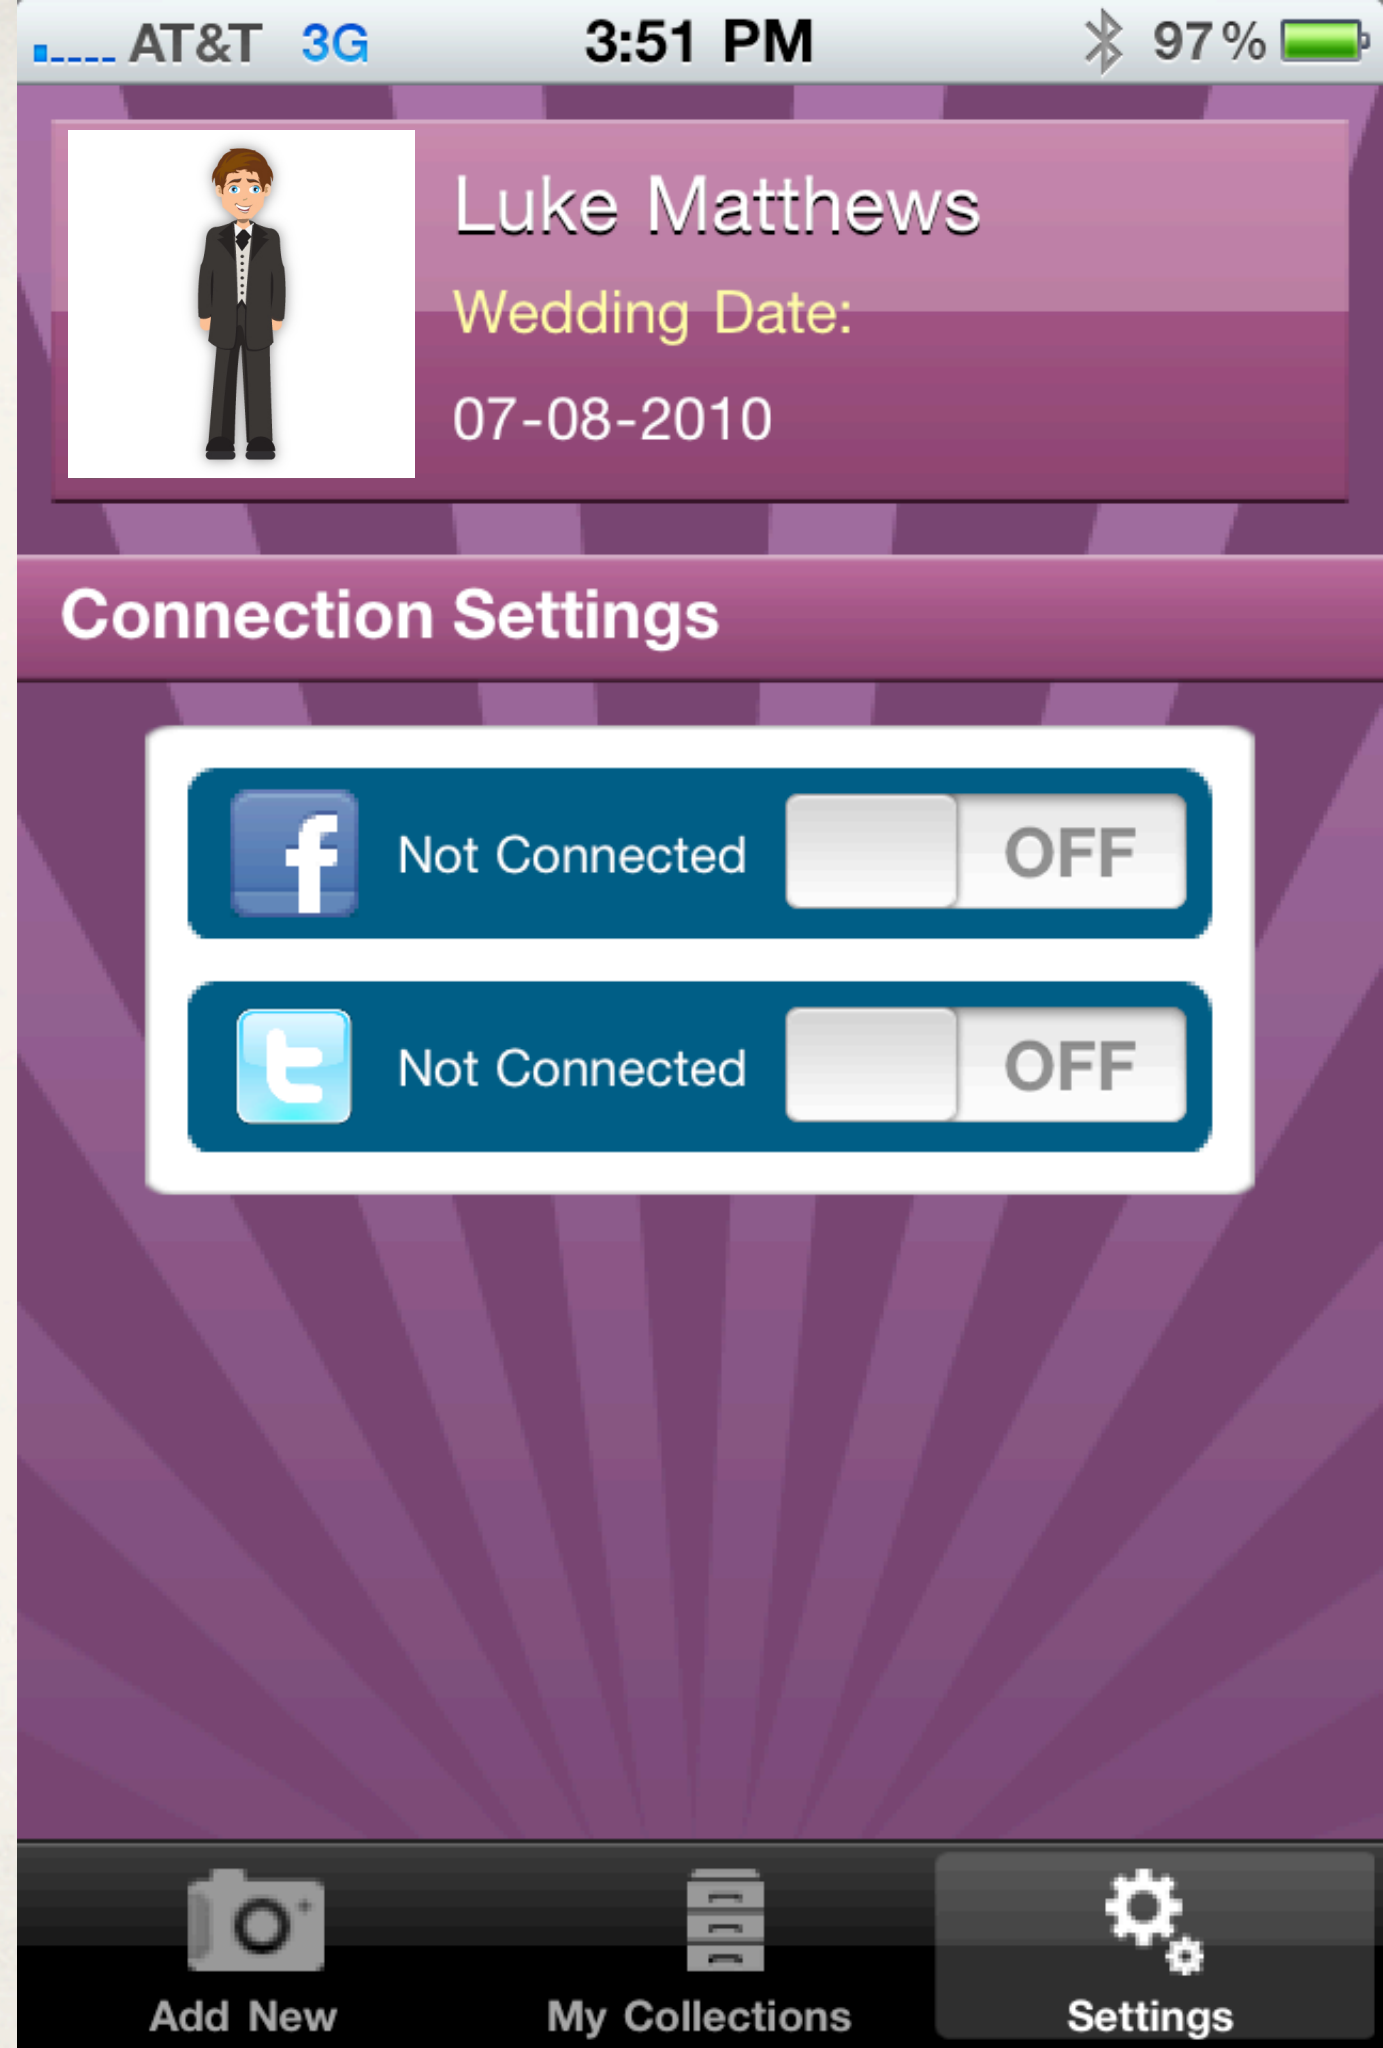 AT&T 3G 3:51 PM 97%
Luke Matthews
Wedding Date:
07-08-2010
Connection Settings
f Not Connected OFF
t Not Connected OFF
Add New My Collections Settings